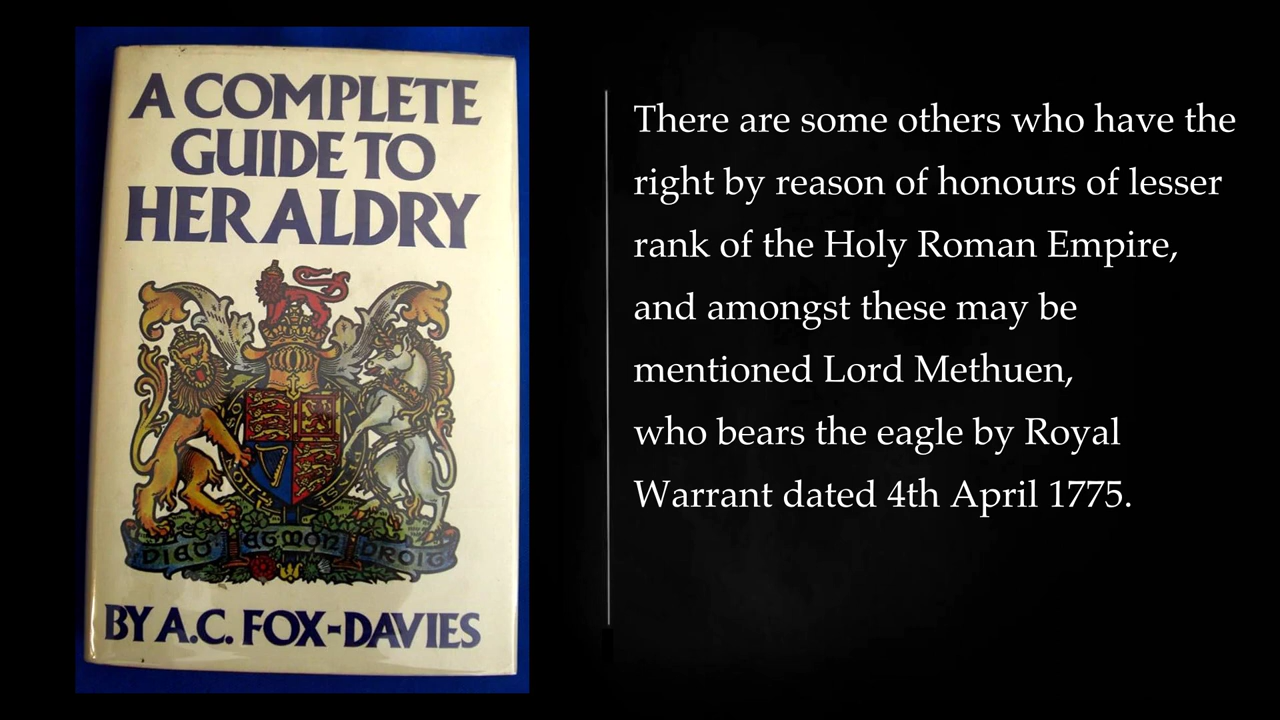 A COMPLETE
GUIDE TO
HERALDRY
DIEU ET MON DROIT
BY A.C. FOX-DAVIES
There are some others who have the
right by reason of honours of lesser
rank of the Holy Roman Empire,
and amongst these may be
mentioned Lord Methuen,
who bears the eagle by Royal
Warrant dated 4th April 1775.